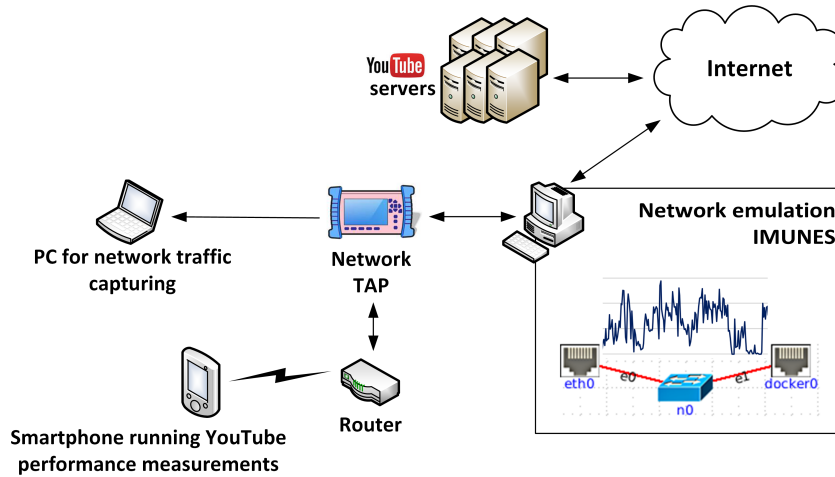 YouTube
servers
Internet
Network emulation
IMUNES
PC for network traffic
capturing
Network
TAP
eth0
e0
n0
e1
docker0
Router
Smartphone running YouTube
performance measurements